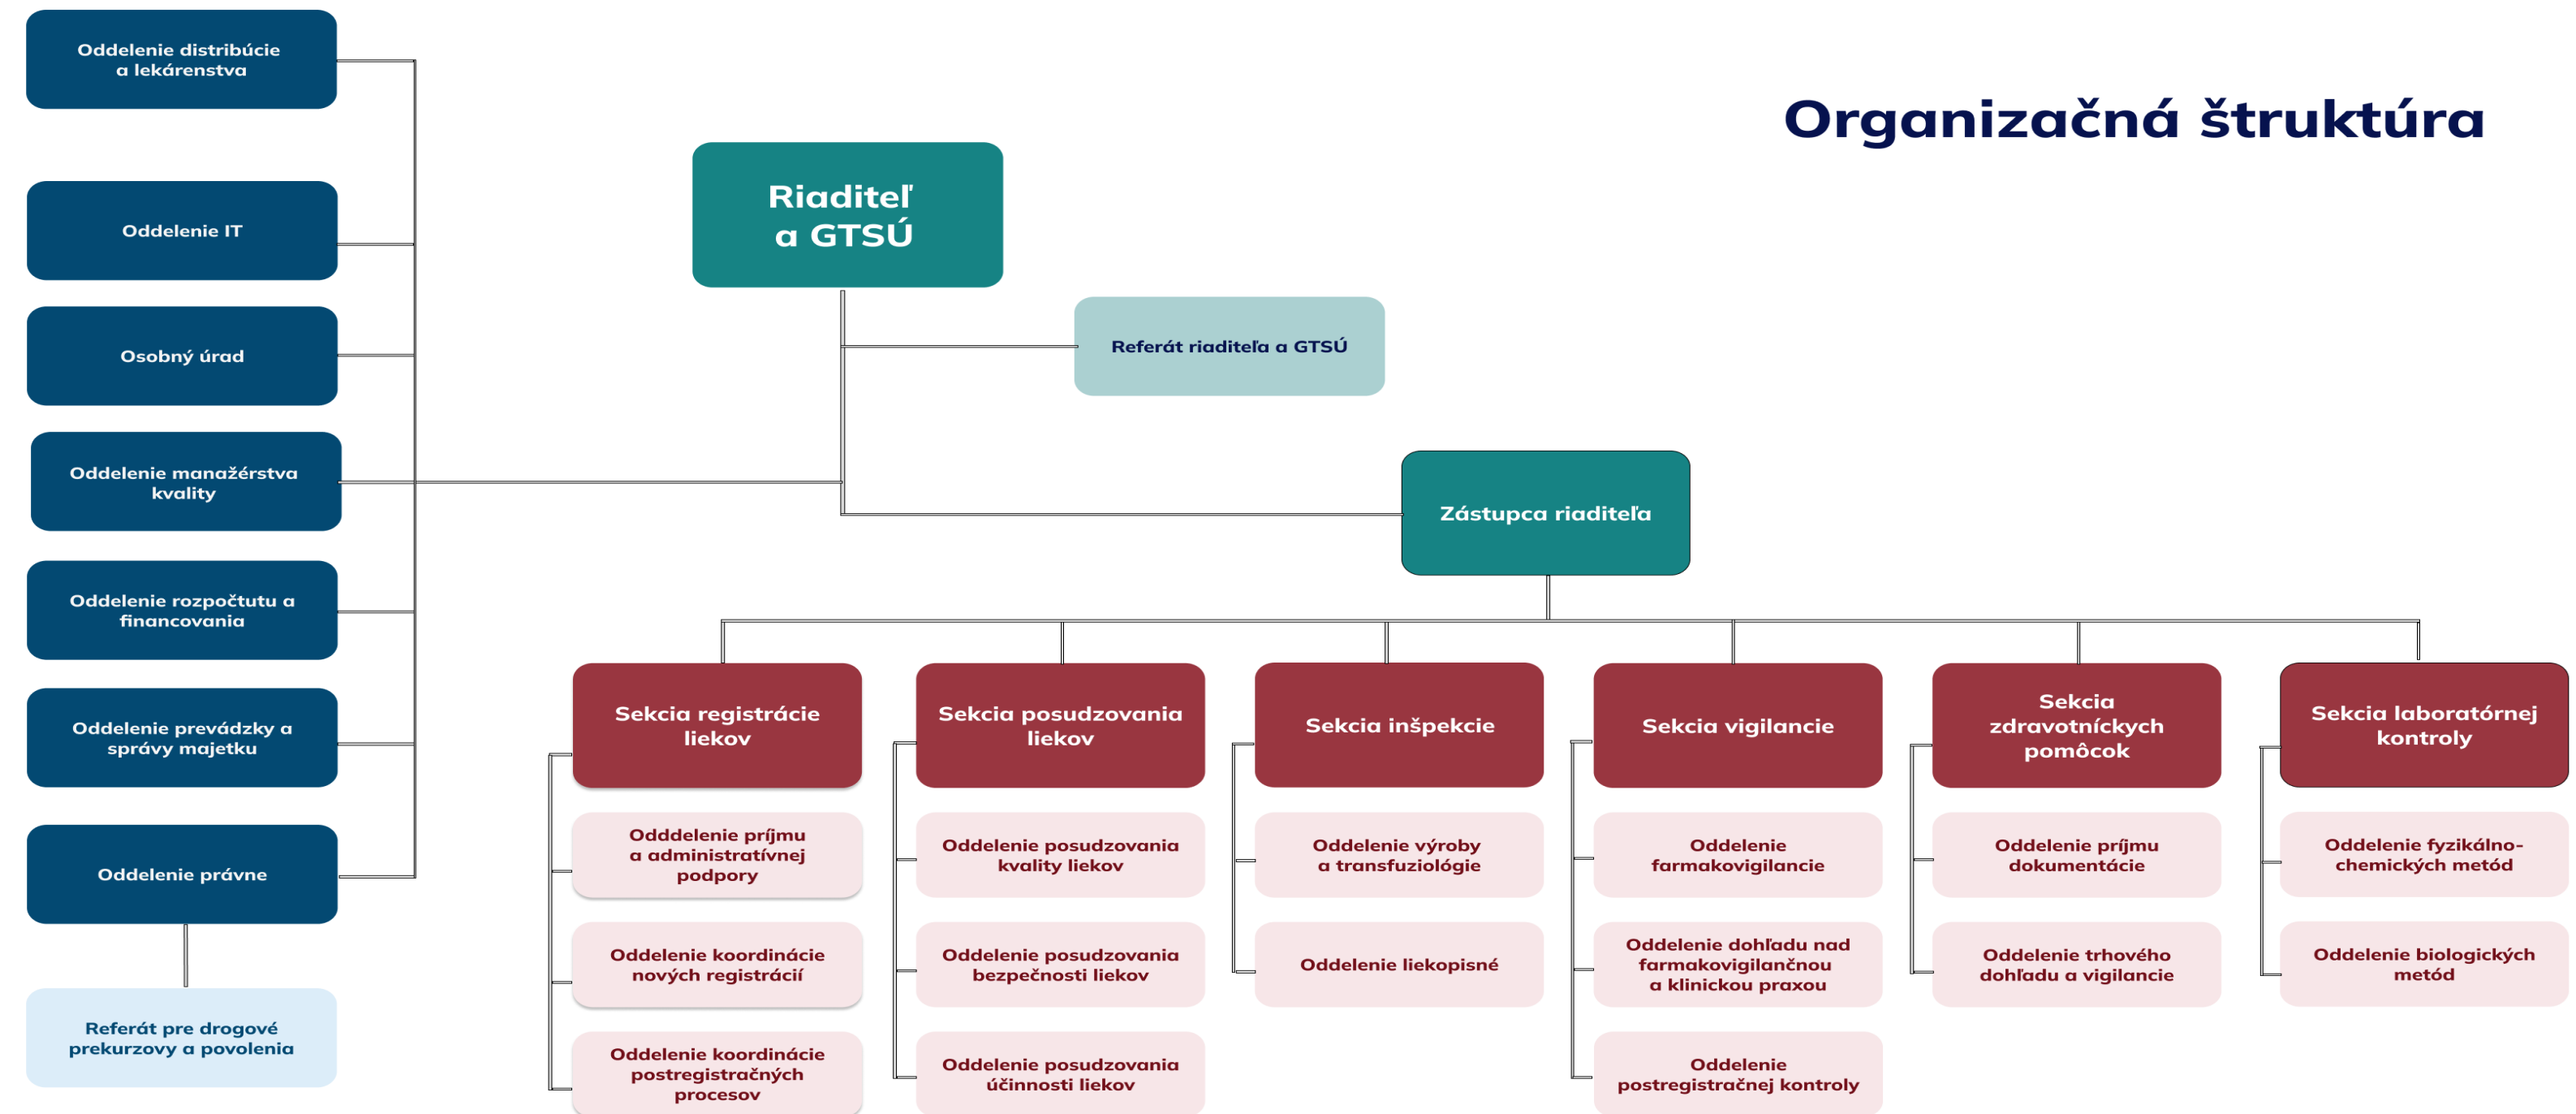 Organizačná štruktúra
Oddelenie distribúcie
a lekárenstva
Oddelenie IT
Osobný úrad
Oddelenie manažérstva
kvality
Oddelenie rozpočtutu a
financovania
Oddelenie prevádzky a
správy majetku
Oddelenie právne
Referát pre drogové
prekurzovy a povolenia
Riaditeľ
a GTSÚ
Referát riaditeľa a GTSÚ
Zástupca riaditeľa
Sekcia registrácie
liekov
Odddelenie príjmu
a administratívnej
podpory
Oddelenie koordinácie
nových registrácií
Oddelenie koordinácie
postregistračných
procesov
Sekcia posudzovania
liekov
Oddelenie posudzovania
kvality liekov
Oddelenie posudzovania
bezpečnosti liekov
Oddelenie posudzovania
účinnosti liekov
Sekcia inšpekcie
Oddelenie výroby
a transfuziológie
Oddelenie liekopisné
Sekcia vigilancie
Oddelenie
farmakovigilancie
Oddelenie dohľadu nad
farmakovigilančnou
a klinickou praxou
Oddelenie
postregistračnej kontroly
Sekcia
zdravotníckych
pomôcok
Oddelenie príjmu
dokumentácie
Oddelenie trhového
dohľadu a vigilancie
Sekcia laboratórnej
kontroly
Oddelenie fyzikálno-
chemických metód
Oddelenie biologických
metód